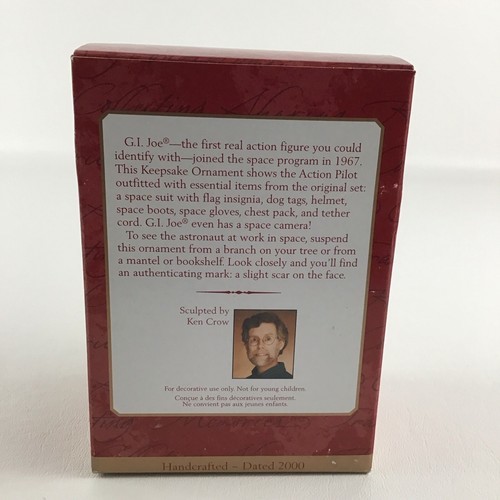 G.I. Joe®—the first real action figure you could
identify with—joined the space program in 1967.
This Keepsake Ornament shows the Action Pilot
outfitted with essential items from the original set:
a space suit with flag insignia, dog tags, helmet,
space boots, space gloves, chest pack, and tether
cord. G.I. Joe® even has a space camera!
To see the astronaut at work in space, suspend
this ornament from a branch on your tree or from
a mantel or bookshelf. Look closely and you'll find
an authenticating mark: a slight scar on the face.
Sculpted by
Ken Crow
For decorative use only. Not for young children.
Conçue à des fins décoratives seulement.
Ne convient pas aux jeunes enfants.
Handcrafted – Dated 2000